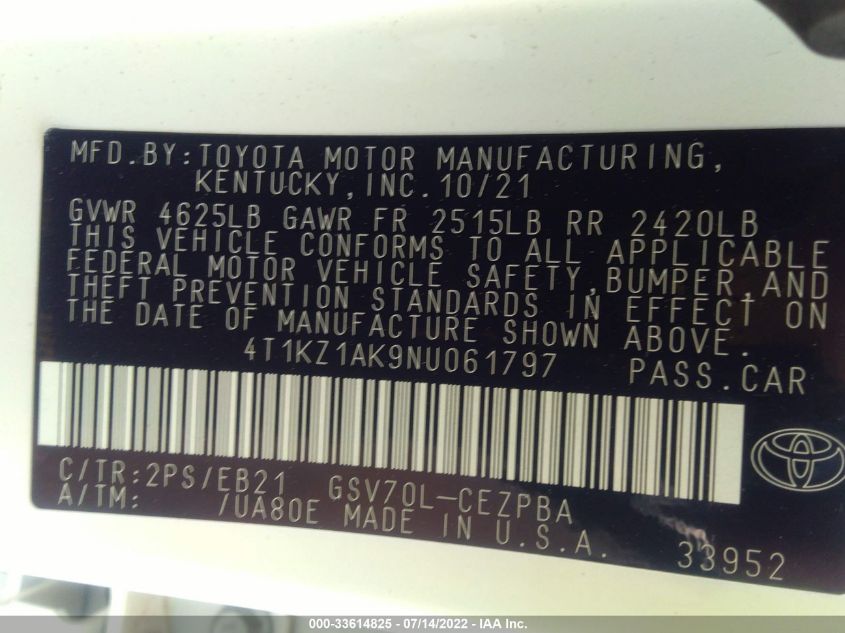 MFD.BY:TOYOTA MOTOR MANUFACTURING,
KENTUCKY,INC.10/21
GVWR 4625LB GAWR FR 2515LB RR 2420LB
THIS VEHICLE CONFORMS TO ALL APPLICABLE
FEDERAL MOTOR VEHICLE SAFETY,BUMPER,AND
THEFT PREVENTION STANDARDS IN EFFECT ON
THE DATE OF MANUFACTURE SHOWN ABOVE.
4T1KZ1AK9NU061797 PASS.CAR
C/TR:2PS/EB21 GSV70L-CEZPBA
A/TM: /UA80E MADE IN U.S.A. 33952
000-33614825 - 07/14/2022 - IAA Inc.